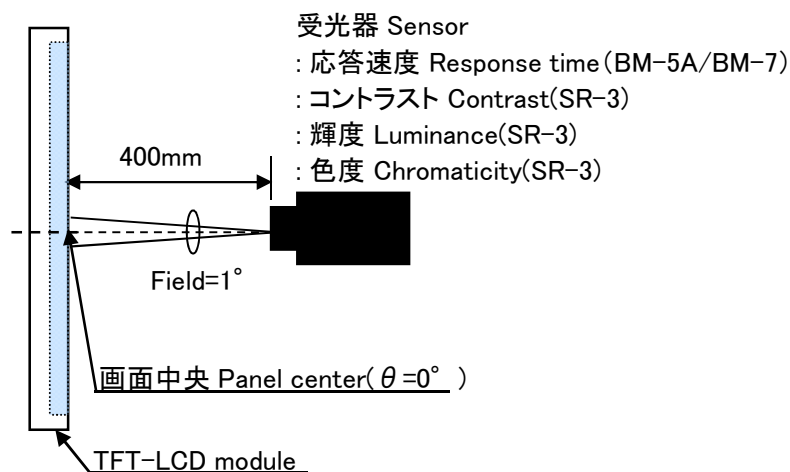 受光器 Sensor
: 応答速度 Response time(BM-5A/BM-7)
: コントラスト Contrast(SR-3)
: 輝度 Luminance(SR-3)
: 色度 Chromaticity(SR-3)
400mm
Field=1°
画面中央 Panel center(θ=0° )
TFT-LCD module